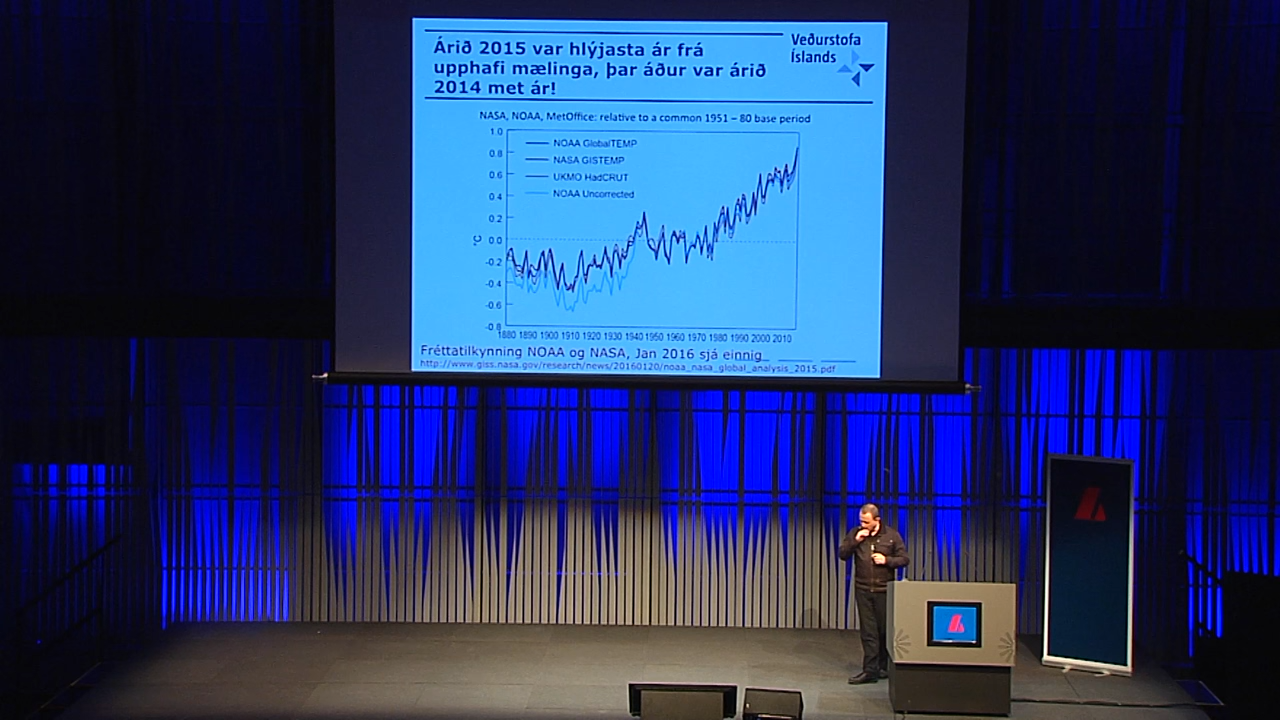 Árið 2015 var hlýjasta ár frá
upphafi mælinga, þar áður var árið
2014 met ár!
Veðurstofa
Íslands
NASA, NOAA, MetOffice: relative to a common 1951 – 80 base period
NOAA GlobalTEMP
NASA GISTEMP
UKMO HadCRUT
NOAA Uncorrected
°C
1.0
0.8
0.6
0.4
0.2
0.0
-0.2
-0.4
-0.6
-0.8
1880 1890 1900 1910 1920 1930 1940 1950 1960 1970 1980 1990 2000 2010
Fréttatilkynning NOAA og NASA, Jan 2016 sjá einnig
http://www.giss.nasa.gov/research/news/20160120/noaa_nasa_global_analysis_2015.pdf